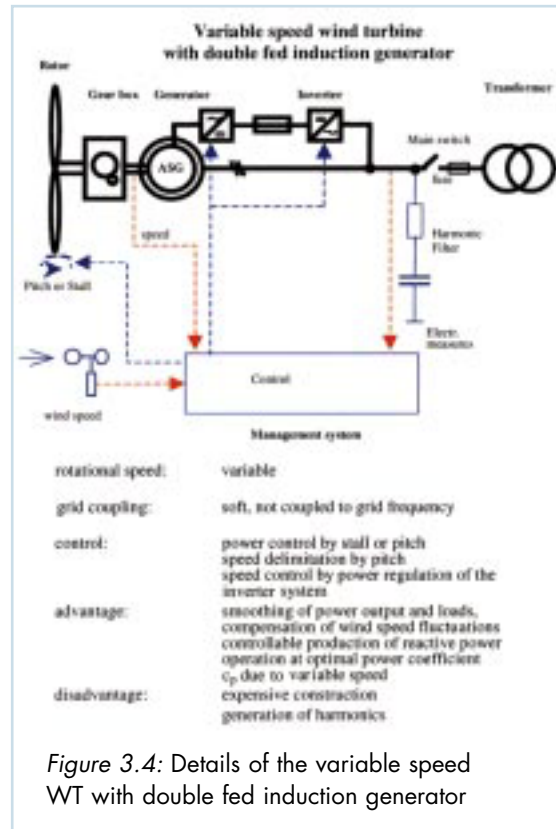 Variable speed wind turbine
with double fed induction generator
Rotor
Gear box Generator Inverter Transformer
Main switch
ASG
fuse
speed
Harmonic
Filter
Pitch or Stall
Electr.
measures
Control
wind speed
Management system
rotational speed: variable
grid coupling: soft, not coupled to grid frequency
control: power control by stall or pitch
speed delimitation by pitch
speed control by power regulation of the
inverter system
advantage: smoothing of power output and loads,
compensation of wind speed fluctuations
controllable production of reactive power
operation at optimal power coefficient
cp due to variable speed
disadvantage: expensive construction
generation of harmonics
Figure 3.4: Details of the variable speed
WT with double fed induction generator